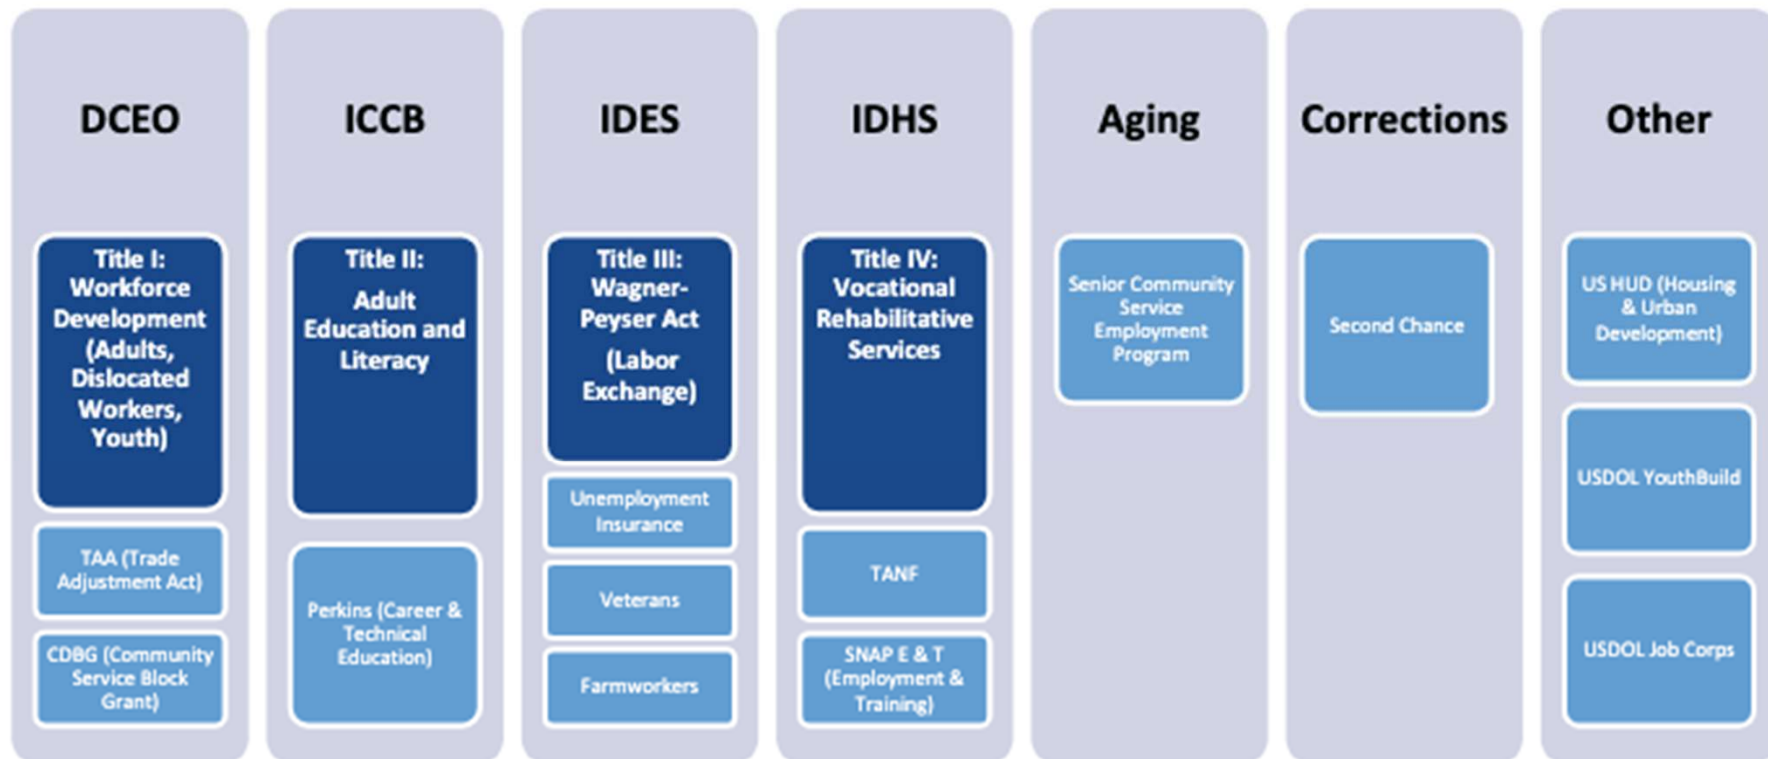 DCEO
Title I:
Workforce
Development
(Adults,
Dislocated
Workers,
Youth)
TAA (Trade
Adjustment Act)
CDBG (Community
Service Block
Grant)
ICCB
Title II:
Adult
Education and
Literacy
Perkins (Career &
Technical
Education)
IDES
Title III:
Wagner-
Peyser Act
(Labor
Exchange)
Unemployment
Insurance
Veterans
Farmworkers
IDHS
Title IV:
Vocational
Rehabilitative
Services
TANF
SNAP E & T
(Employment &
Training)
Aging
Senior Community
Service
Employment
Program
Corrections
Second Chance
Other
US HUD (Housing
& Urban
Development)
USDOL YouthBuild
USDOL Job Corps